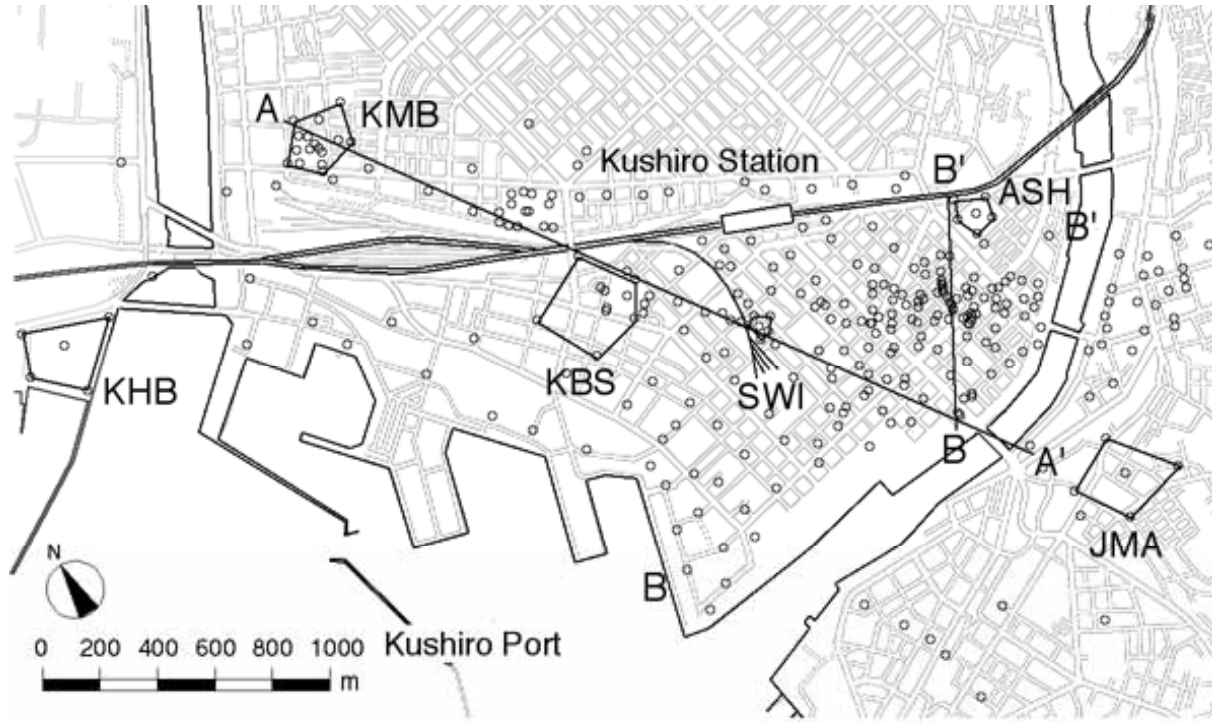 A
KMB
Kushiro Station
B'
ASH
B'
KHB
KBS
SWI
B
A'
JMA
N
B
0 200 400 600 800 1000
m
Kushiro Port